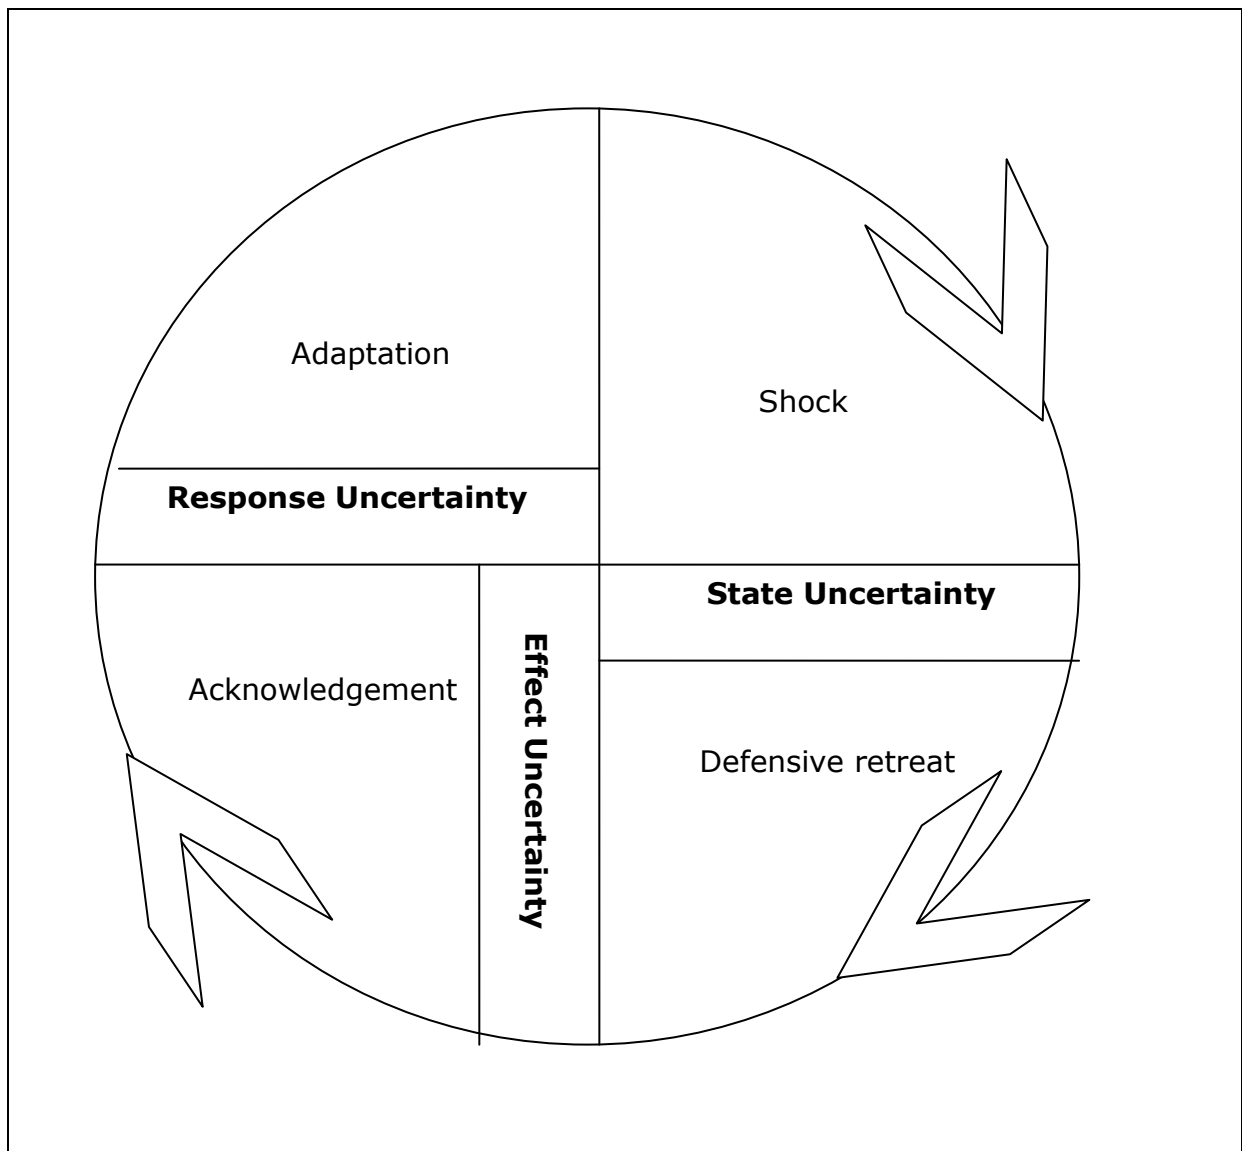 Adaptation
Shock
Response Uncertainty
State Uncertainty
Acknowledgement
Effect Uncertainty
Defensive retreat